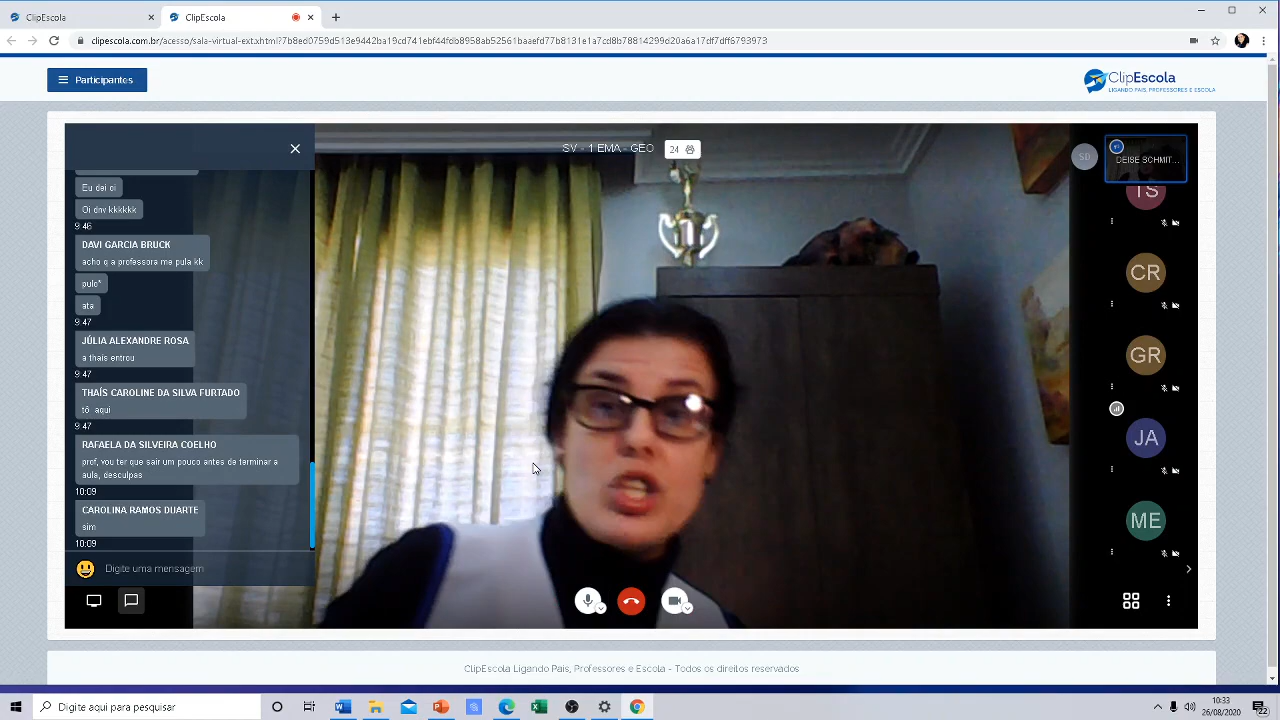 ClipEscola
ClipEscola
clipescola.com.br/acesso/sala-virtual-ext.xhtml?7b8ed0759d513e9442ba19cd741ebf44fdb8958ab52561baaefd77b8131e1a7cd8b78814299d20a6a17df7dff6793973
Participantes
ClipEscola
LIGANDO PAIS, PROFESSORES E ESCOLA
SV - 1 EMA - GEO
24
SD
DEISE SCHMIT...
Eu dai oi
Oi dnv kkkkkk
9:46
DAVI GARCIA BRUCK
acho q a professora me pula kk
pulo*
ata
9:47
JÚLIA ALEXANDRE ROSA
a thaís entrou
9:47
THAÍS CAROLINE DA SILVA FURTADO
tô aqui
9:47
RAFAELA DA SILVEIRA COELHO
prof, vou ter que sair um pouco antes de terminar a
aula, desculpas
10:09
CAROLINA RAMOS DUARTE
sim
10:09
Digite uma mensagem
TS
CR
GR
JA
ME
ClipEscola Ligando Pais, Professores e Escola - Todos os direitos reservados
Digite aqui para pesquisar
10:33
26/08/2020
22